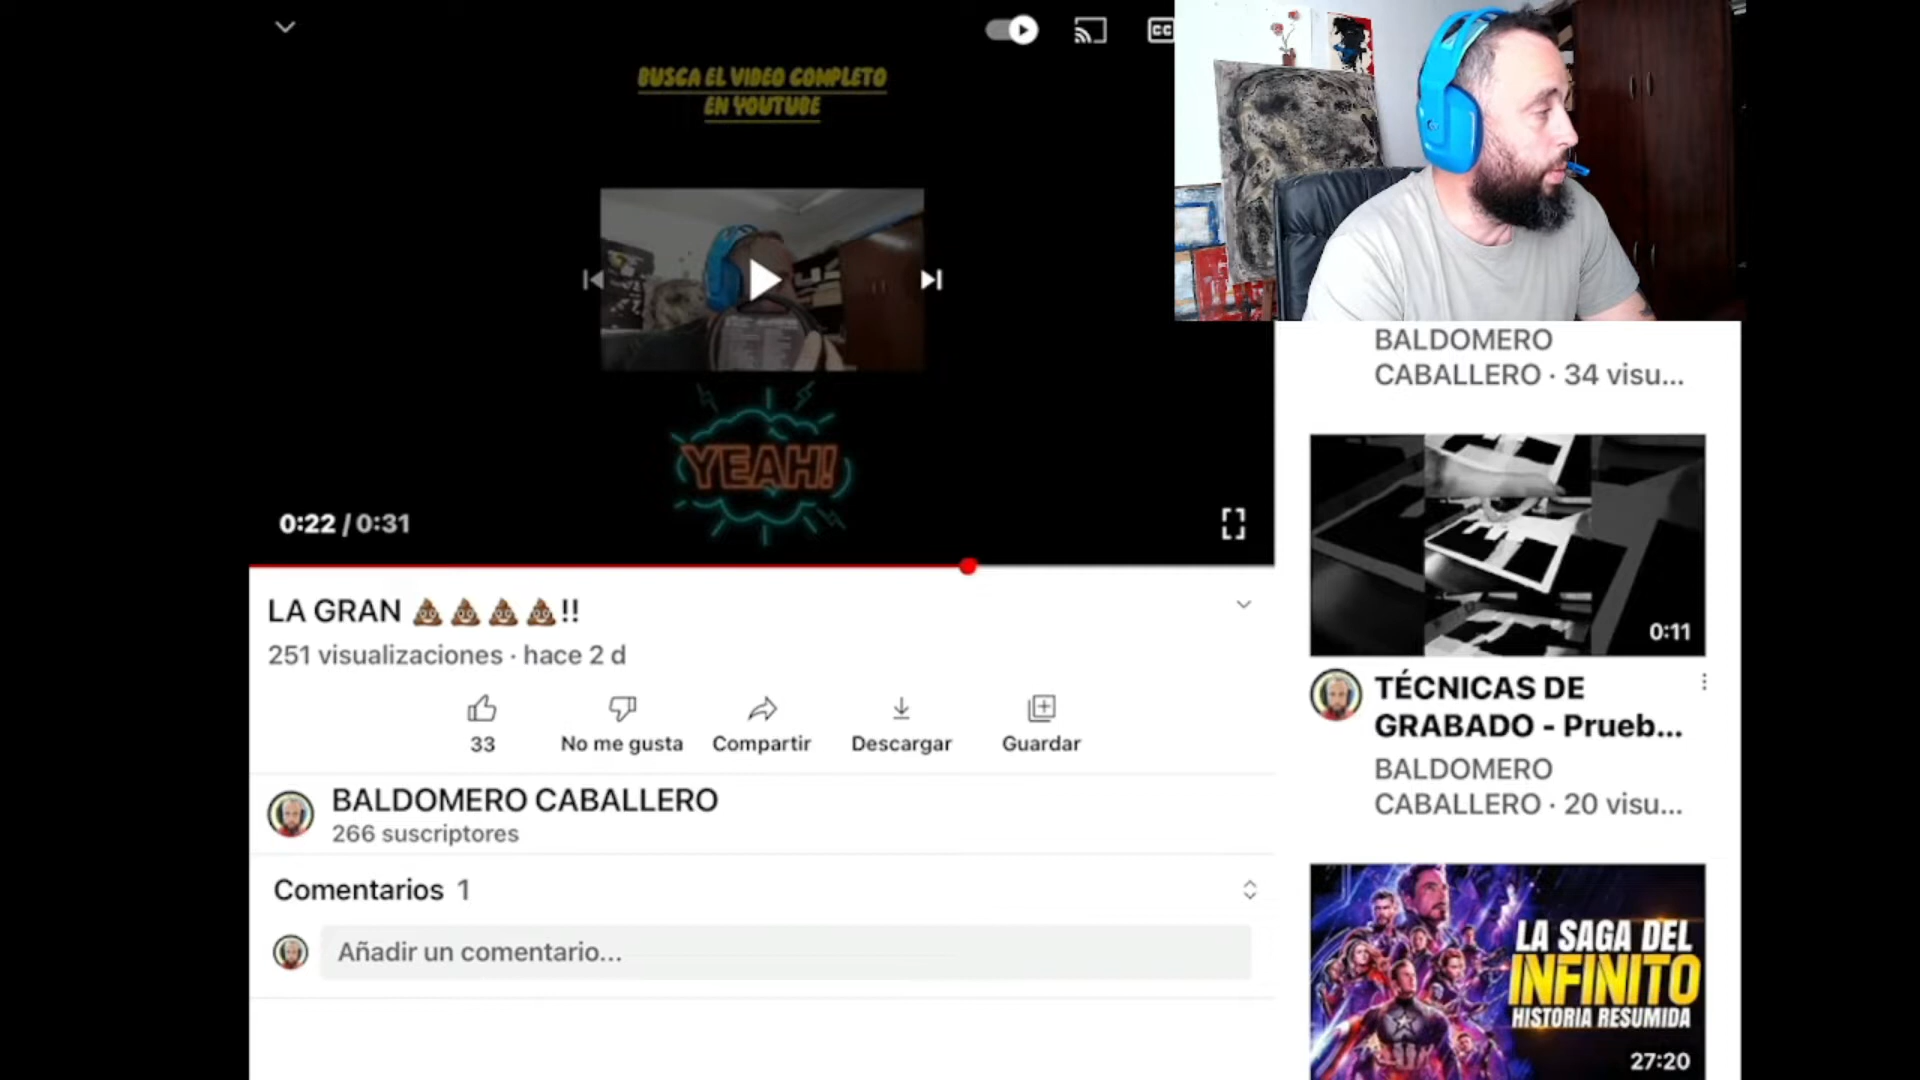 CC
BUSCA EL VIDEO COMPLETO
EN YOUTUBE
YEAH!
0:22 / 0:31
LA GRAN 💩💩💩💩!!
251 visualizaciones · hace 2 d
33
No me gusta
Compartir
Descargar
Guardar
BALDOMERO CABALLERO
266 suscriptores
Comentarios 1
Añadir un comentario...
BALDOMERO
CABALLERO · 34 visu...
0:11
TÉCNICAS DE
GRABADO - Prueb...
BALDOMERO
CABALLERO · 20 visu...
LA SAGA DEL
INFINITO
HISTORIA RESUMIDA
27:20